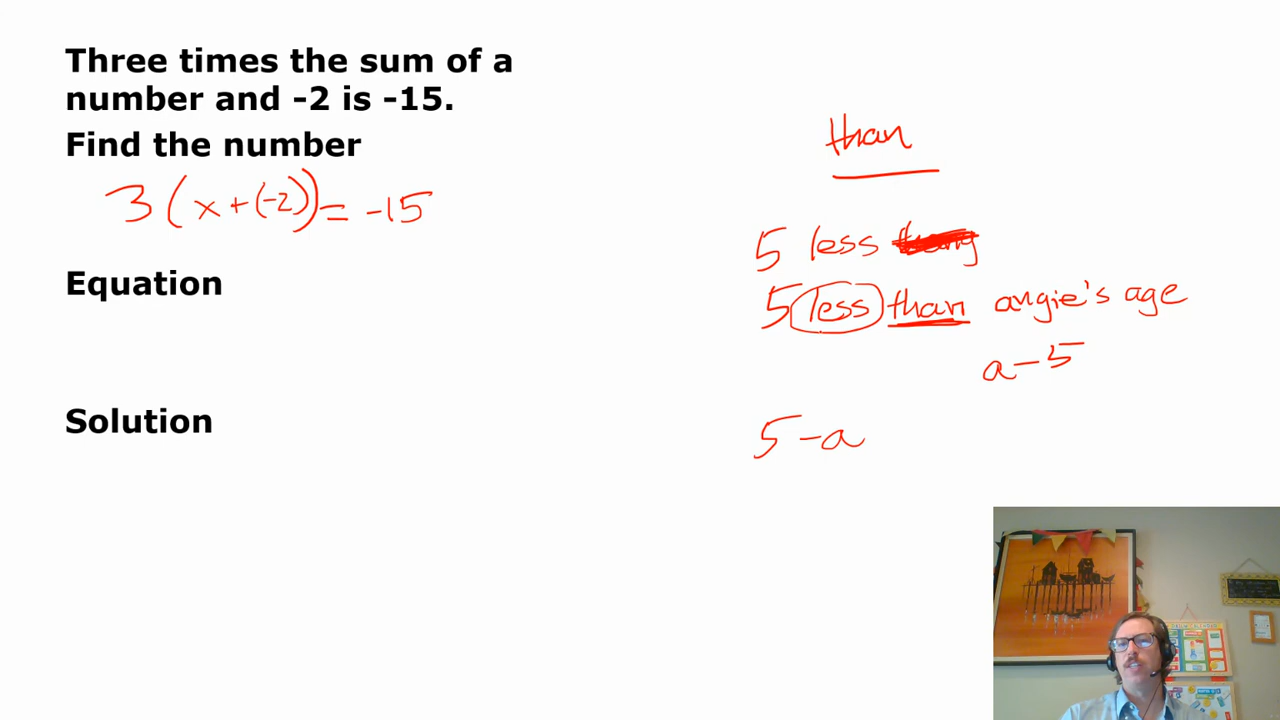 Three times the sum of a
number and -2 is -15.
Find the number
3(x+(-2))= -15
Equation
Solution
than
5 less
5 less than angie's age
a-5
5-a